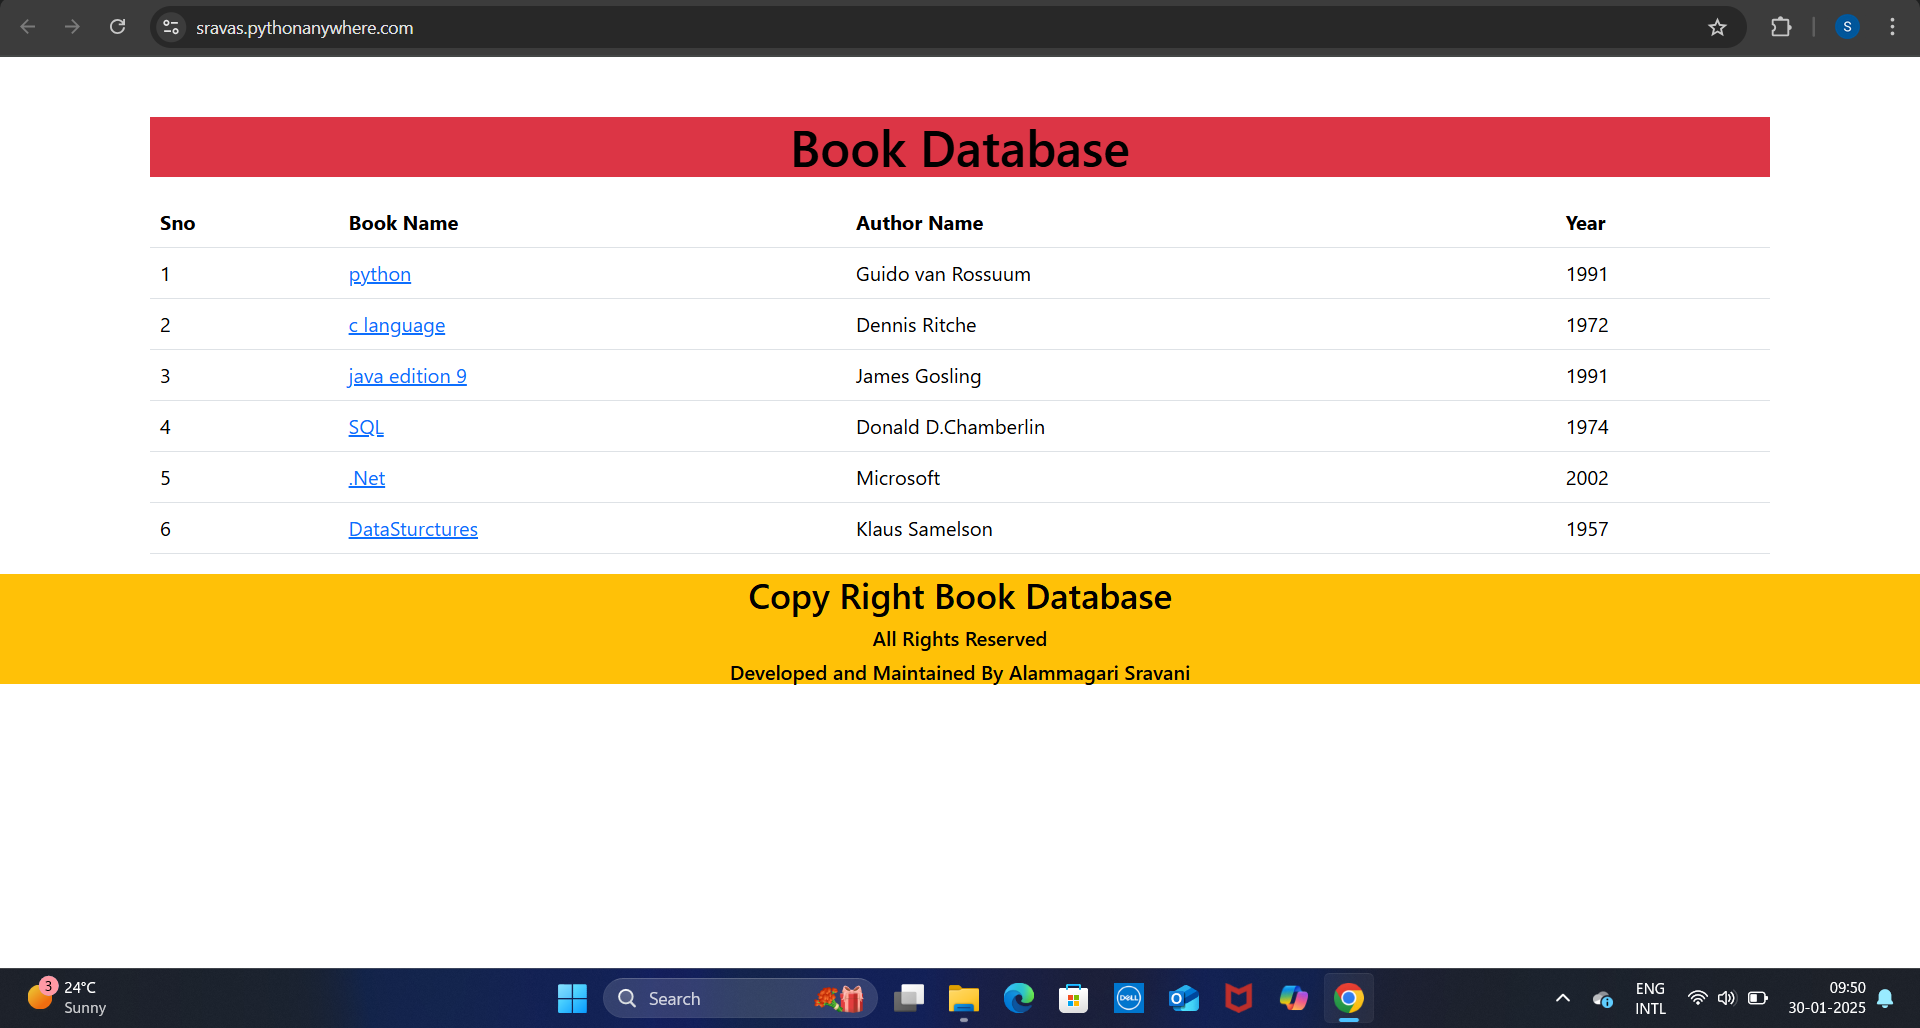 sravas.pythonanywhere.com
S
Book Database
Sno Book Name Author Name Year
1 python Guido van Rossuum 1991
2 c language Dennis Ritche 1972
3 java edition 9 James Gosling 1991
4 SQL Donald D.Chamberlin 1974
5 .Net Microsoft 2002
6 DataSturctures Klaus Samelson 1957
Copy Right Book Database
All Rights Reserved
Developed and Maintained By Alammagari Sravani
3
24°C
Sunny
Search
DELL
O
ENG
INTL
09:50
30-01-2025